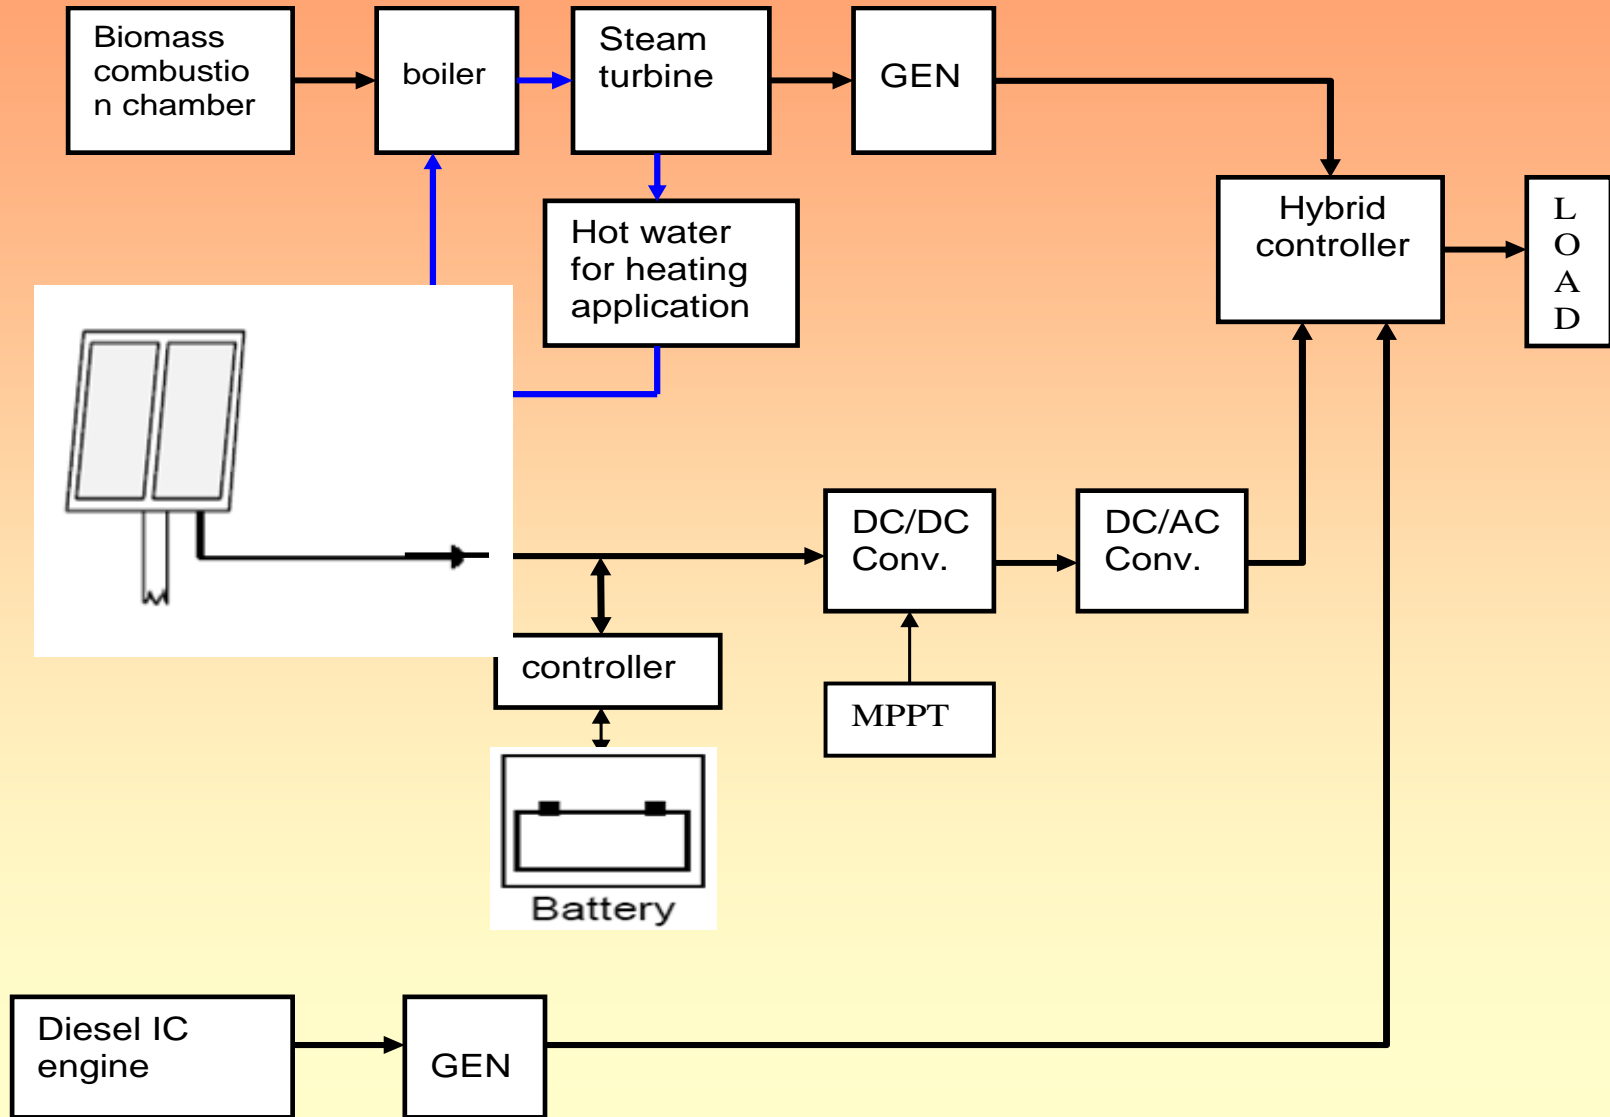 Biomass
combustio
n chamber
boiler
Steam
turbine
GEN
Hot water
for heating
application
Hybrid
controller
L
O
A
D
DC/DC
Conv.
DC/AC
Conv.
controller
MPPT
Battery
Diesel IC
engine
GEN